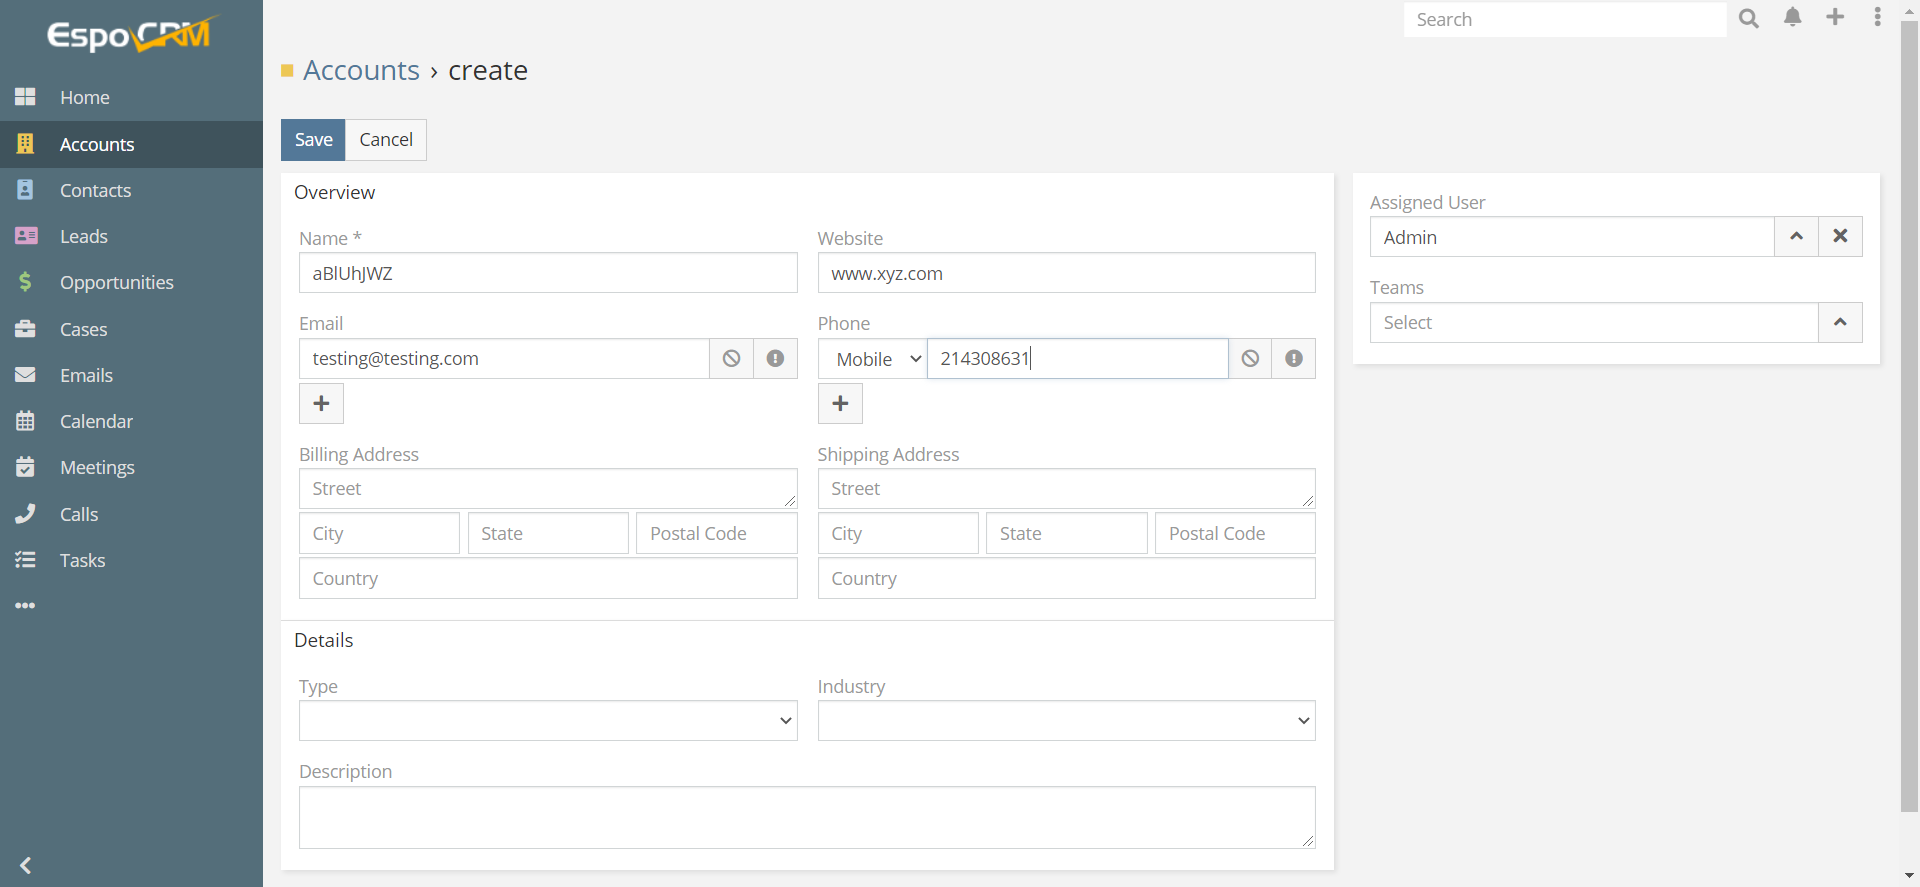 EspoCRM
Search
Accounts › create
Home
Accounts
Contacts
Leads
Opportunities
Cases
Emails
Calendar
Meetings
Calls
Tasks
Save Cancel
Overview
Name * Website
aBlUhJWZ www.xyz.com
Email Phone
testing@testing.com Mobile 214308631
Billing Address Shipping Address
Street Street
City State Postal Code City State Postal Code
Country Country
Details
Type Industry
Description
Assigned User
Admin
Teams
Select